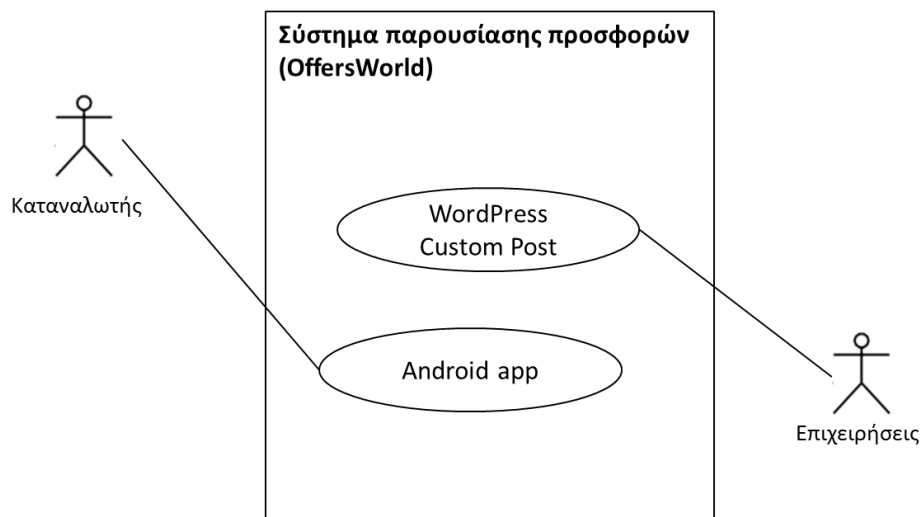 Σύστημα παρουσίασης προσφορών
(OffersWorld)
Καταναλωτής
WordPress
Custom Post
Android app
Επιχειρήσεις